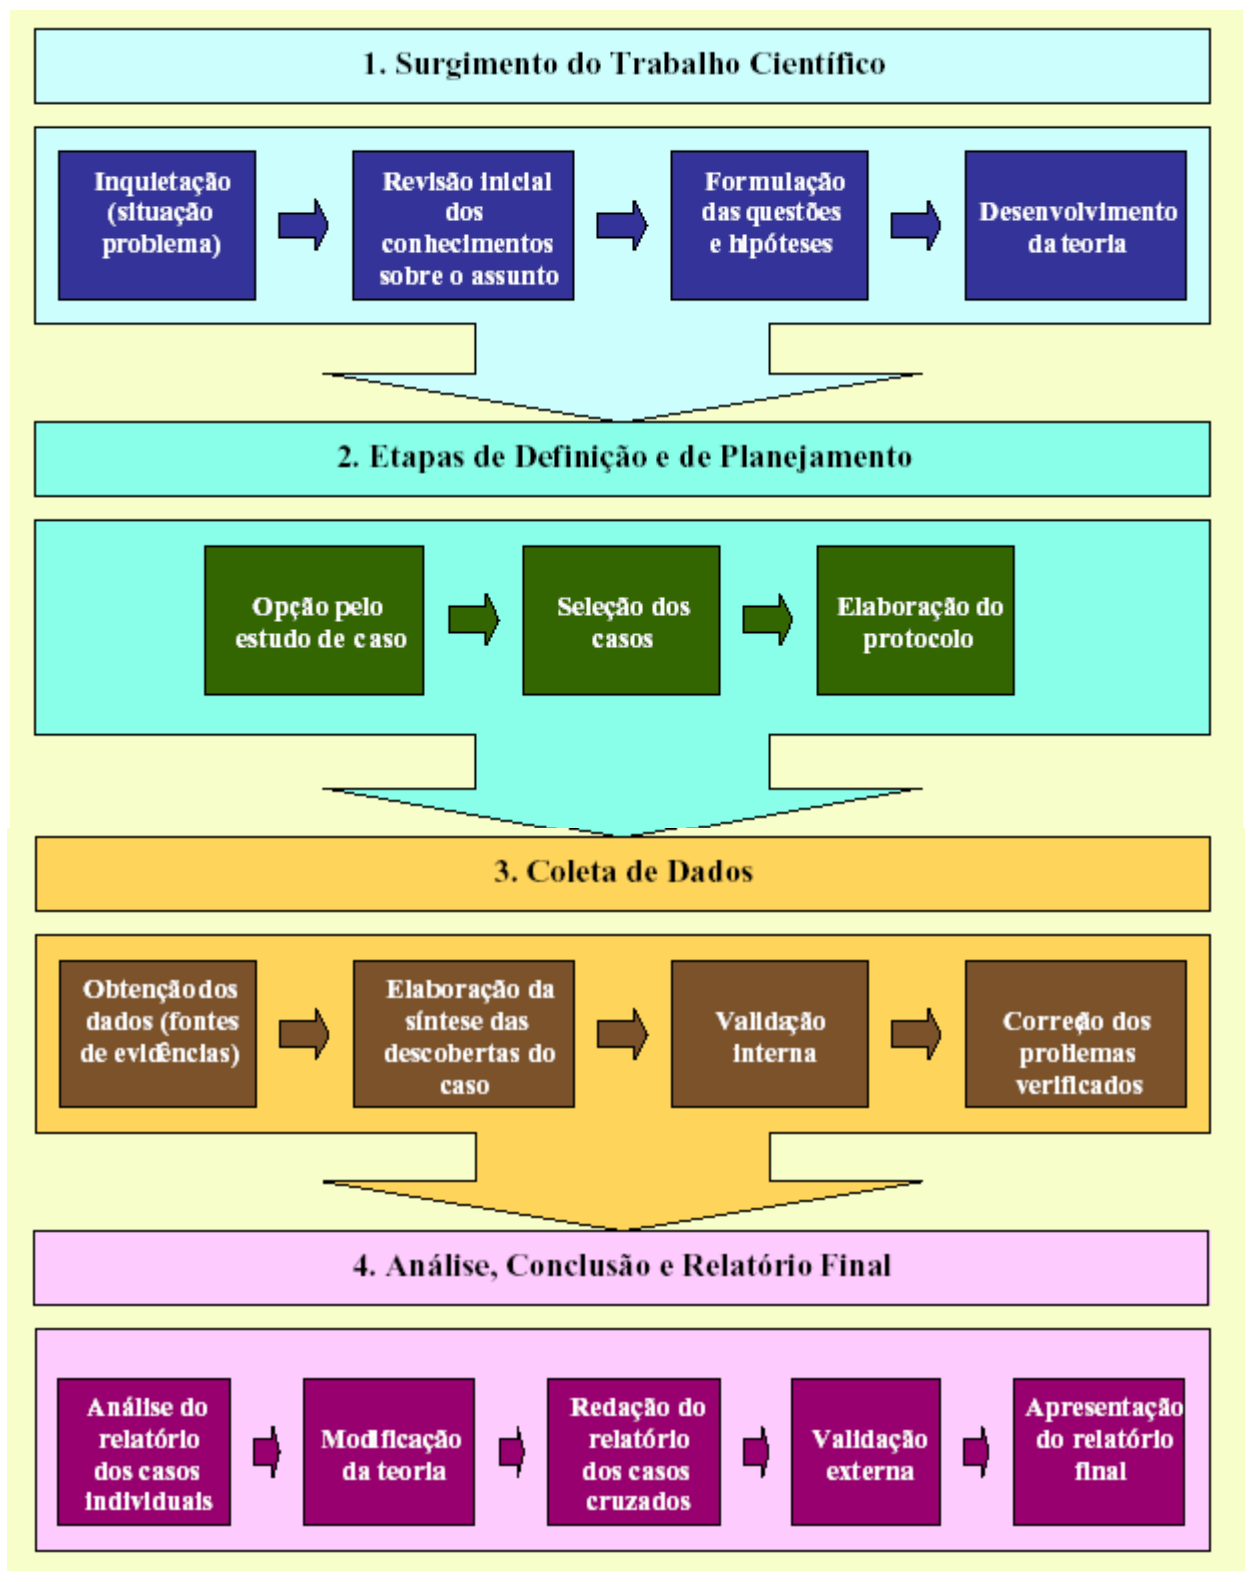 1. Surgimento do Trabalho Científico
Inquietação
(situação
problema)
Revisão inicial
dos
conhecimentos
sobre o assunto
Formulação
das questões
e hipóteses
Desenvolvimento
da teoria
2. Etapas de Definição e de Planejamento
Opção pelo
estudo de caso
Seleção dos
casos
Elaboração do
protocolo
3. Coleta de Dados
Obtenção dos
dados (fontes
de evidências)
Elaboração da
síntese das
descobertas do
caso
Validação
interna
Correção dos
problemas
verificados
4. Análise, Conclusão e Relatório Final
Análise do
relatório
dos casos
individuais
Modificação
da teoria
Redação do
relatório
dos casos
cruzados
Validação
externa
Apresentação
do relatório
final